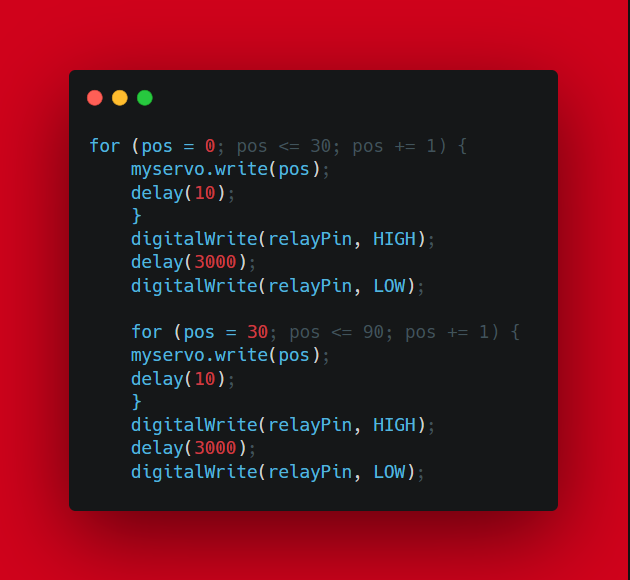 for (pos = 0; pos <= 30; pos += 1) {
myservo.write(pos);
delay(10);
}
digitalWrite(relayPin, HIGH);
delay(3000);
digitalWrite(relayPin, LOW);
for (pos = 30; pos <= 90; pos += 1) {
myservo.write(pos);
delay(10);
}
digitalWrite(relayPin, HIGH);
delay(3000);
digitalWrite(relayPin, LOW);